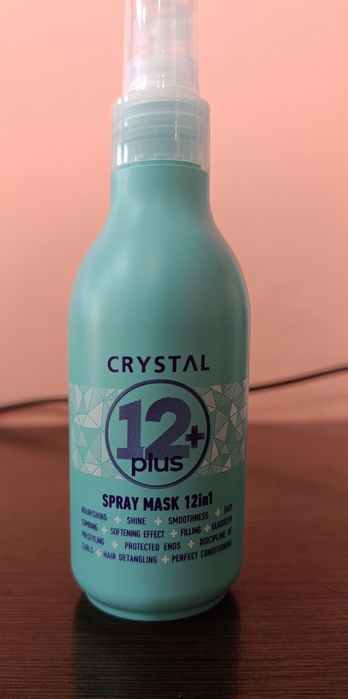 CRYSTAL
12+
plus
SPRAY MASK 12in1
NOURISHING + SHINE + SMOOTHNESS + EASY
COMBING + SOFTENING EFFECT + FILLING + ELASTICITY
PRESTYLING + PROTECTED ENDS + DISCIPLINE OF
CURLS + HAIR DETANGLING + PERFECT CONDITIONING